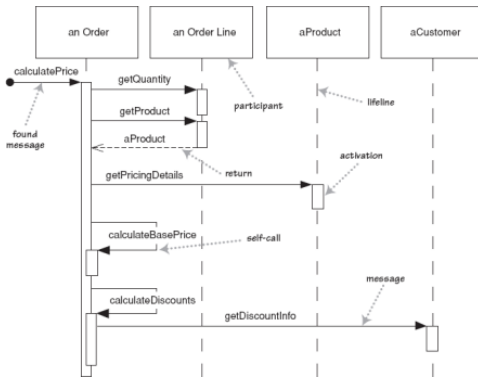 an Order
an Order Line
aProduct
aCustomer
calculatePrice
getQuantity
participant
lifeline
found
message
getProduct
aProduct
return
activation
getPricingDetails
calculateBasePrice
self-call
message
calculateDiscounts
getDiscountInfo